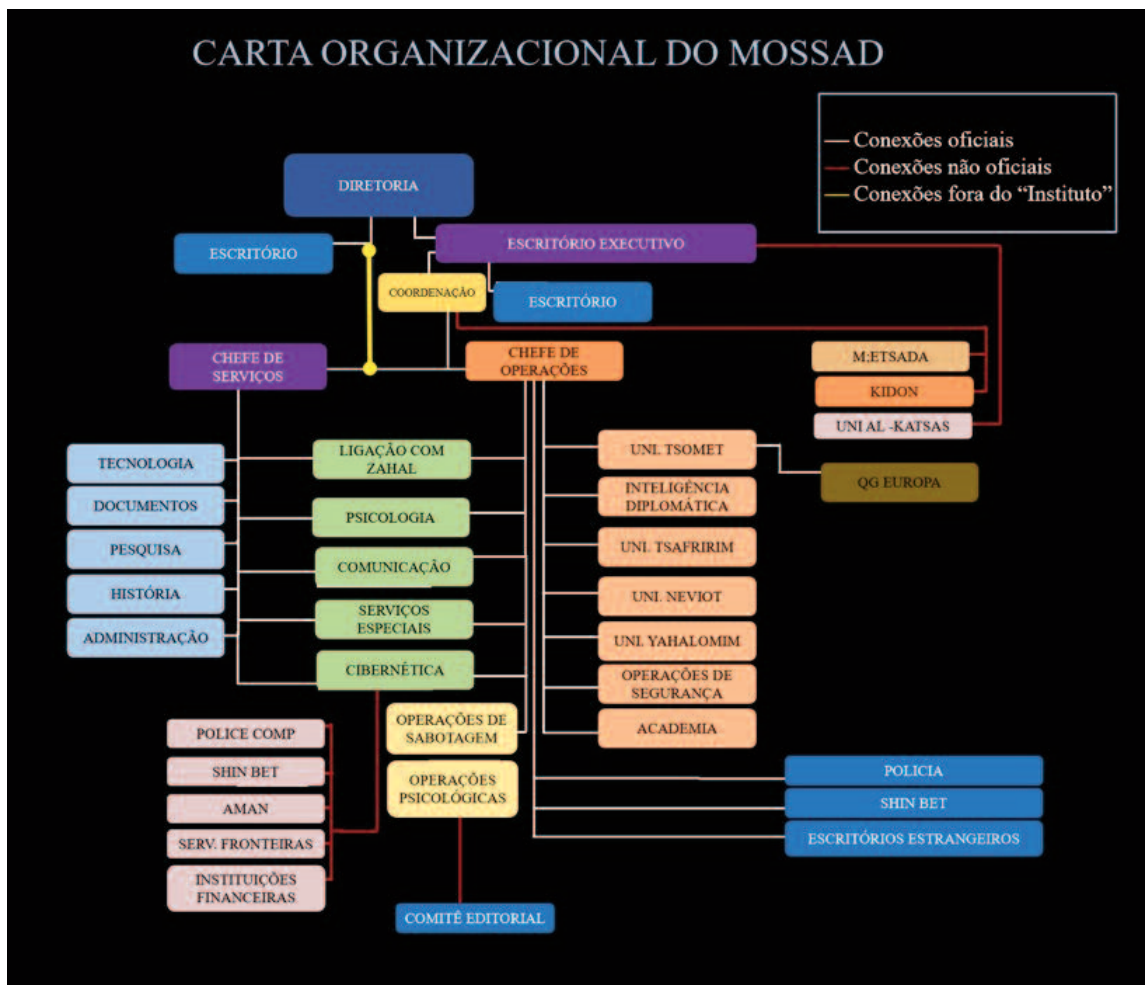 CARTA ORGANIZACIONAL DO MOSSAD
Conexões oficiais
Conexões não oficiais
Conexões fora do “Instituto”
DIRETORIA
ESCRITÓRIO
ESCRITÓRIO EXECUTIVO
COORDENAÇÃO
ESCRITÓRIO
CHEFE DE
SERVIÇOS
CHEFE DE
OPERAÇÕES
M;ETSADA
KIDON
UNI AL -KATSAS
TECNOLOGIA
DOCUMENTOS
PESQUISA
HISTÓRIA
ADMINISTRAÇÃO
LIGAÇÃO COM
ZAHAL
PSICOLOGIA
COMUNICAÇÃO
SERVIÇOS
ESPECIAIS
CIBERNÉTICA
UNI. TSOMET
INTELIGÊNCIA
DIPLOMÁTICA
UNI. TSAFRIRIM
UNI. NEVIOT
UNI. YAHALOMIM
OPERAÇÕES DE
SEGURANÇA
ACADEMIA
QG EUROPA
POLICE COMP
SHIN BET
AMAN
SERV. FRONTEIRAS
INSTITUIÇÕES
FINANCEIRAS
OPERAÇÕES DE
SABOTAGEM
OPERAÇÕES
PSICOLÓGICAS
POLICIA
SHIN BET
ESCRITÓRIOS ESTRANGEIROS
COMITÊ EDITORIAL